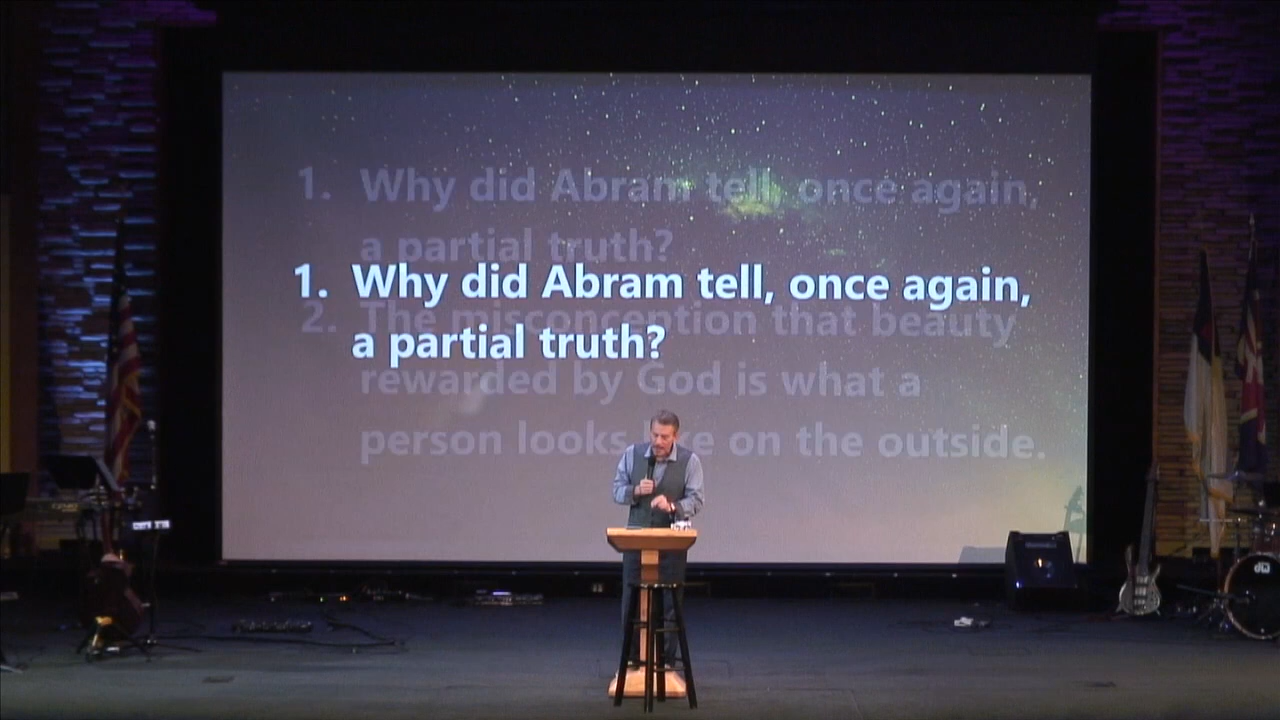 1. Why did Abram tell, once again,
a partial truth?
1. Why did Abram tell, once again,
a partial truth?
2. The misconception that beauty
rewarded by God is what a
person looks like on the outside.
dw